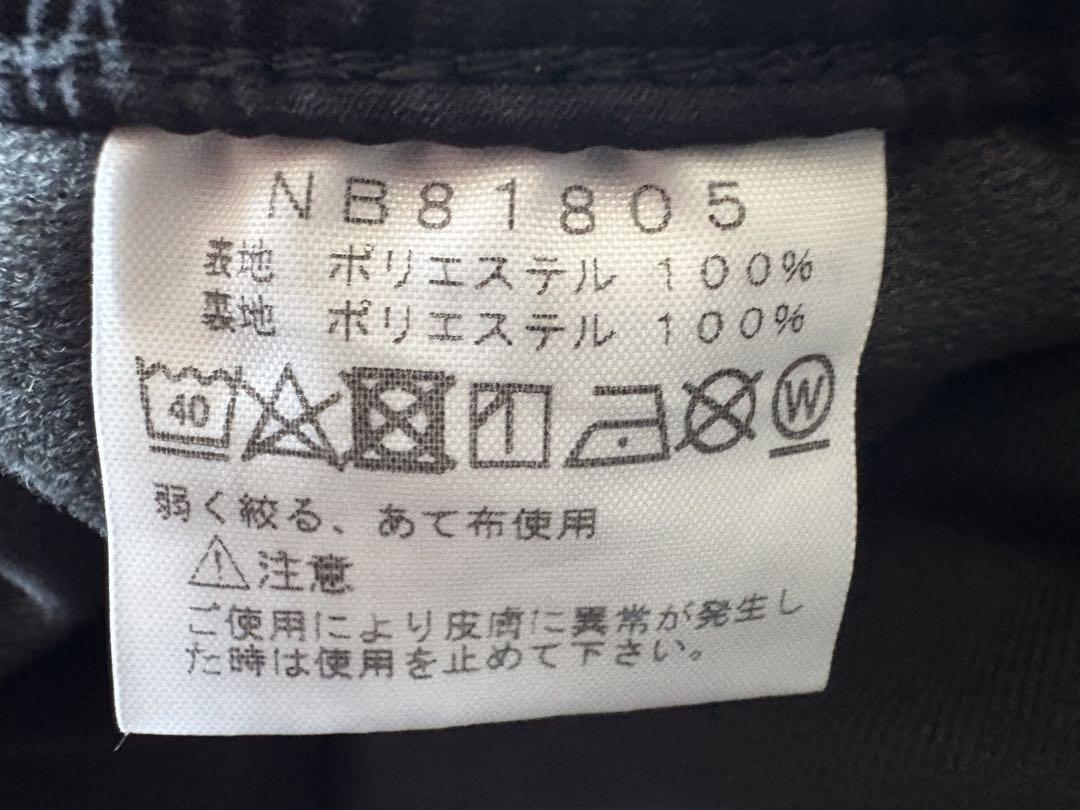 NB81805
表地 ポリエステル 100%
裏地 ポリエステル 100%
40 W
弱く絞る、あて布使用
注意
ご使用により皮膚に異常が発生し
た時は使用を止めて下さい。